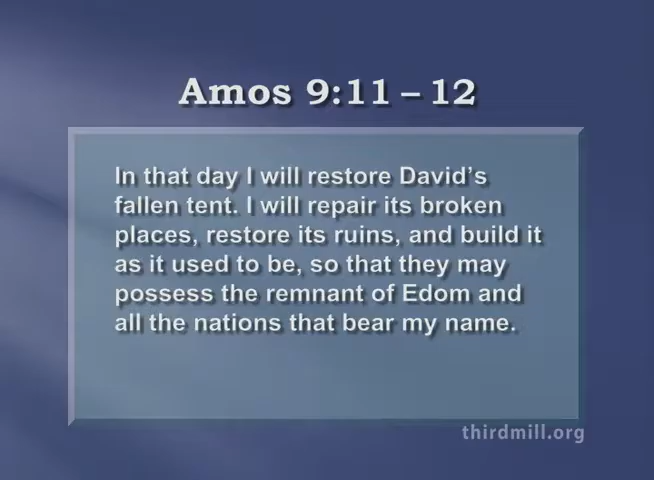 Amos 9:11 – 12
In that day I will restore David's
fallen tent. I will repair its broken
places, restore its ruins, and build it
as it used to be, so that they may
possess the remnant of Edom and
all the nations that bear my name.
thirdmill.org